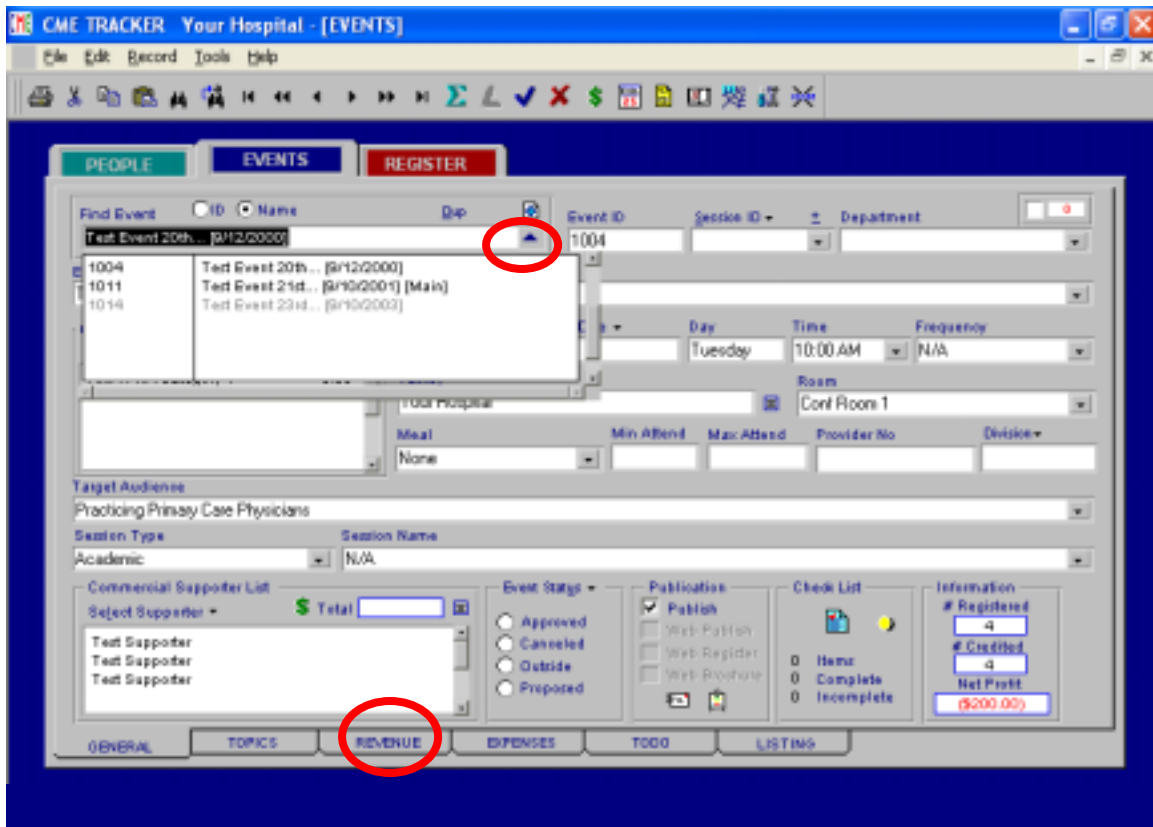 CME TRACKER Your Hospital - [EVENTS]
File Edit Record Tools Help
PEOPLE EVENTS REGISTER
Find Event ID Name Dup Event ID Session ID ± Department 0
Test Event 20th... [9/12/2000] 1004
1004 Test Event 20th... [9/12/2000]
1011 Test Event 21st... [9/10/2001] [Main]
1014 Test Event 23rd... [9/10/2003]
Day Time Frequency
Tuesday 10:00 AM N/A
Room
Your Hospital Conf Room 1
Meal Min Attend Max Attend Provider No Division
None
Target Audience
Practicing Primary Care Physicians
Session Type Session Name
Academic N/A
Commercial Supporter List Event Status Publication Check List Information
Select Supporter $ Total Approved Publish # Registered
4
Test Supporter Canceled Web Publish # Credited
Test Supporter Outside Web Register 0 Items 4
Test Supporter Proposed Web Brochure 0 Complete Net Profit
0 Incomplete ($200.00)
GENERAL TOPICS REVENUE EXPENSES TODO LISTING